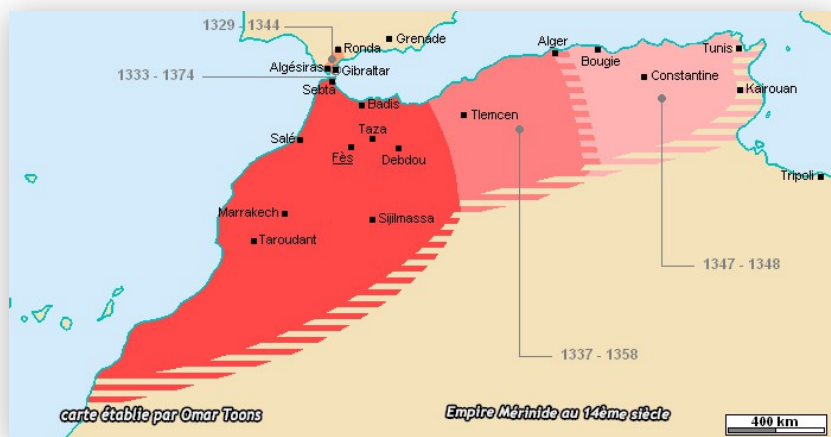 1329 - 1344
Ronda
Grenade
Algésiras
Gibraltar
1333 - 1374
Sebta
Alger
Bougie
Tunis
Constantine
Kairouan
Badis
Tlemcen
Salé
Taza
Fès
Debdou
Tripoli
Marrakech
Sijilmassa
Taroudant
1347 - 1348
1337 - 1358
carte établie par Omar Toons
Empire Mérinide au 14ème siècle
400 km